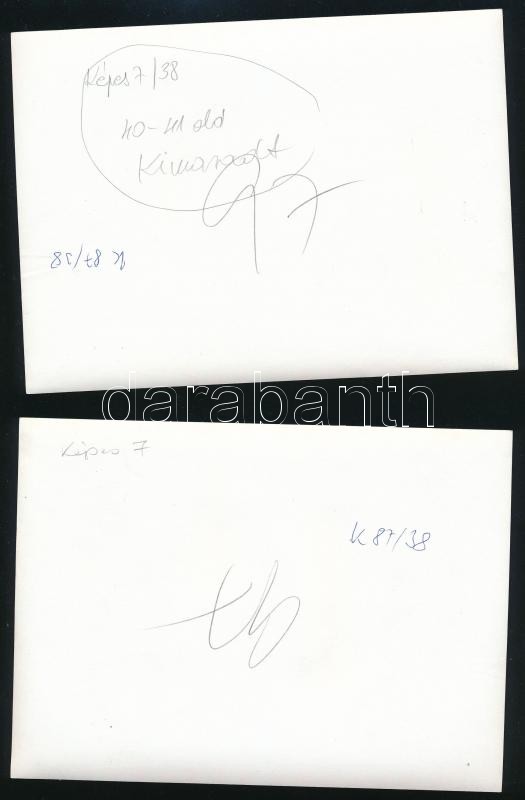 Képes 7/38
40-41 old
Kimaradt
K 87/38
darabanth
Képes 7
K 87/38